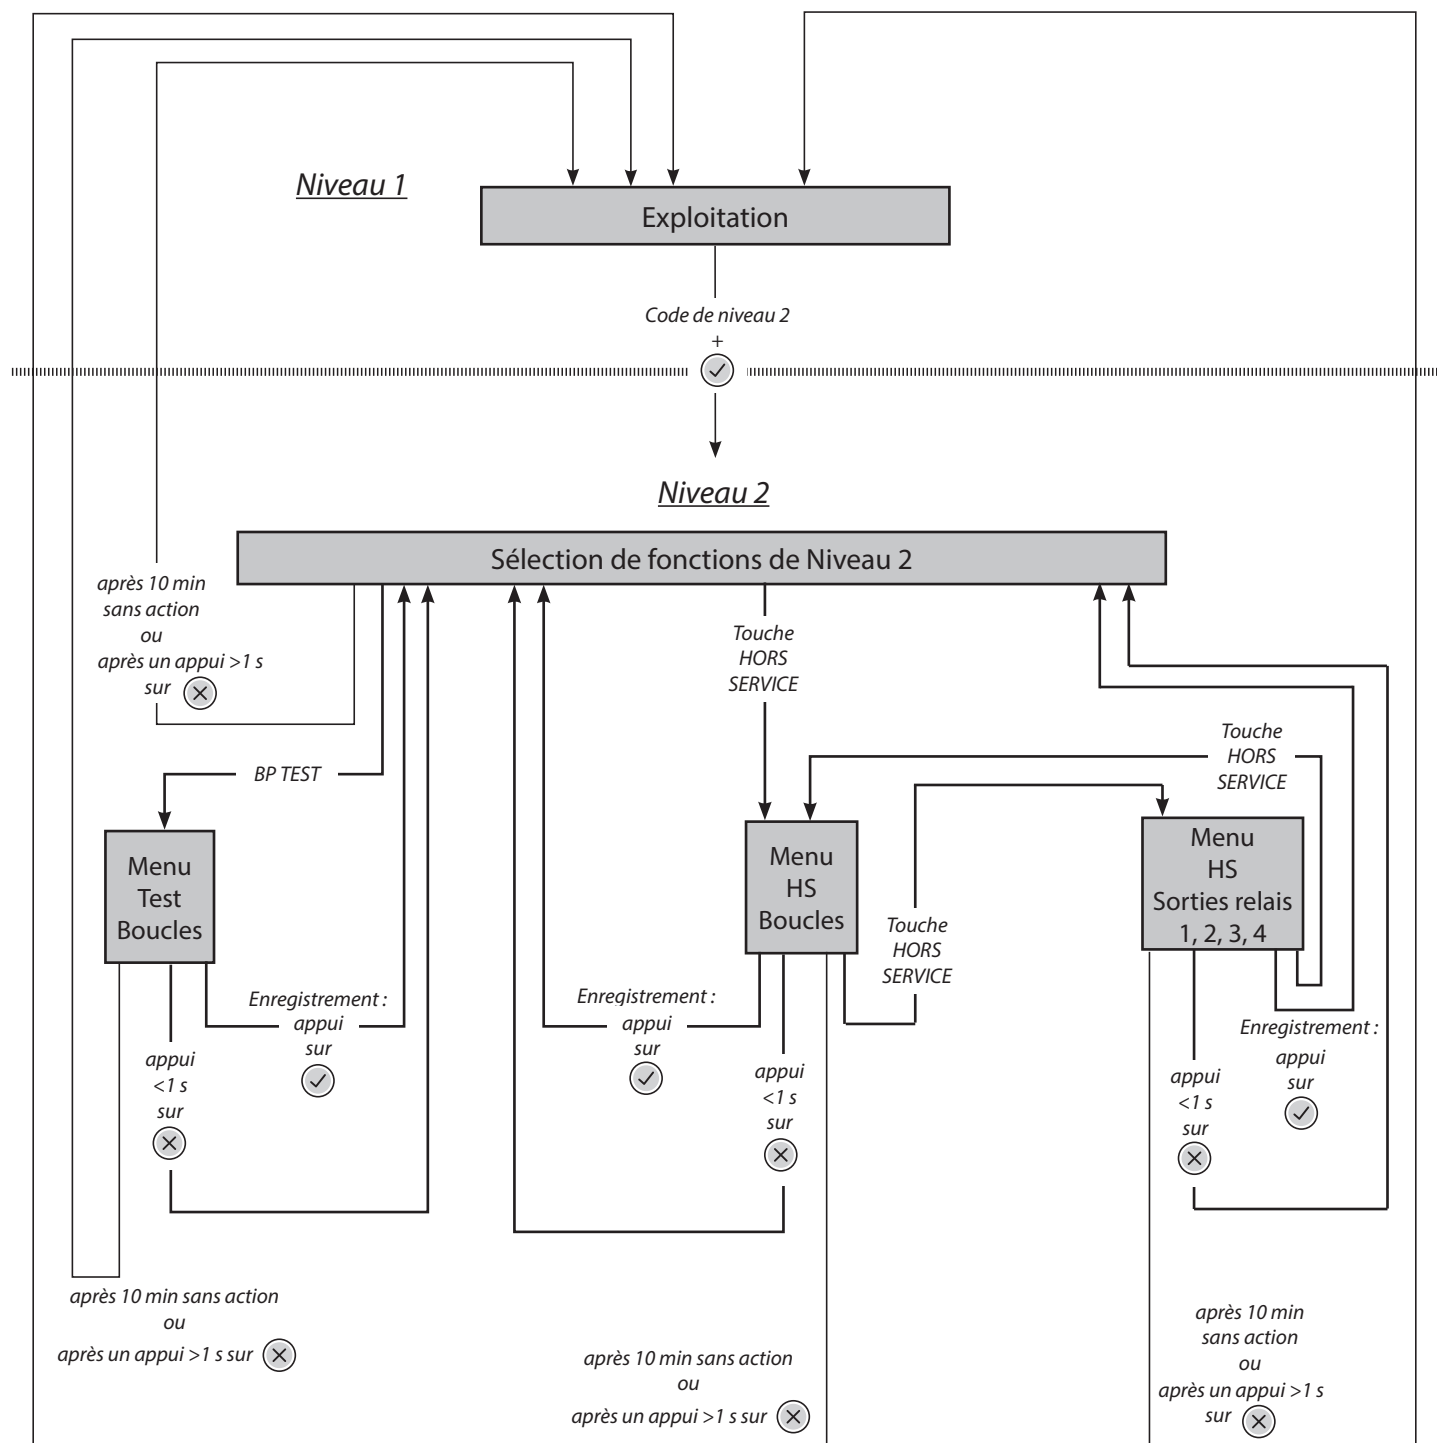 Niveau 1
Exploitation
Code de niveau 2
+
Niveau 2
Sélection de fonctions de Niveau 2
après 10 min
sans action
ou
après un appui >1 s
sur
Touche
HORS
SERVICE
BP TEST
Touche
HORS
SERVICE
Menu
Test
Boucles
Menu
HS
Boucles
Menu
HS
Sorties relais
1, 2, 3, 4
Touche
HORS
SERVICE
Enregistrement :
appui
sur
appui
<1 s
sur
Enregistrement :
appui
sur
appui
<1 s
sur
Enregistrement :
appui
sur
appui
<1 s
sur
après 10 min sans action
ou
après un appui >1 s sur
après 10 min sans action
ou
après un appui >1 s sur
après 10 min
sans action
ou
après un appui >1 s
sur